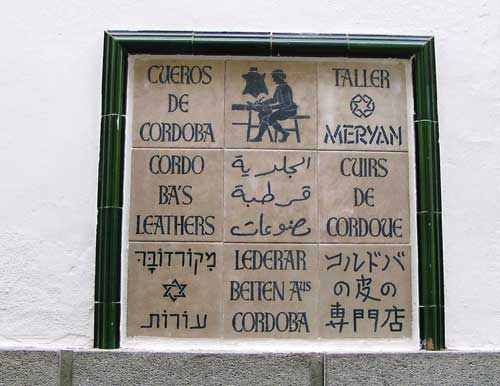 CUEROS
DE
CORDOBA
TALLER
MERYAN
CORDO
BA'S
LEATHERS
الجلدية
قرطبة
مصنوعات
CUIRS
DE
CORDOUE
מקורדובה
עורות
LEDERAR
BEITEN Aus
CORDOBA
コルドバ
の皮の
専門店